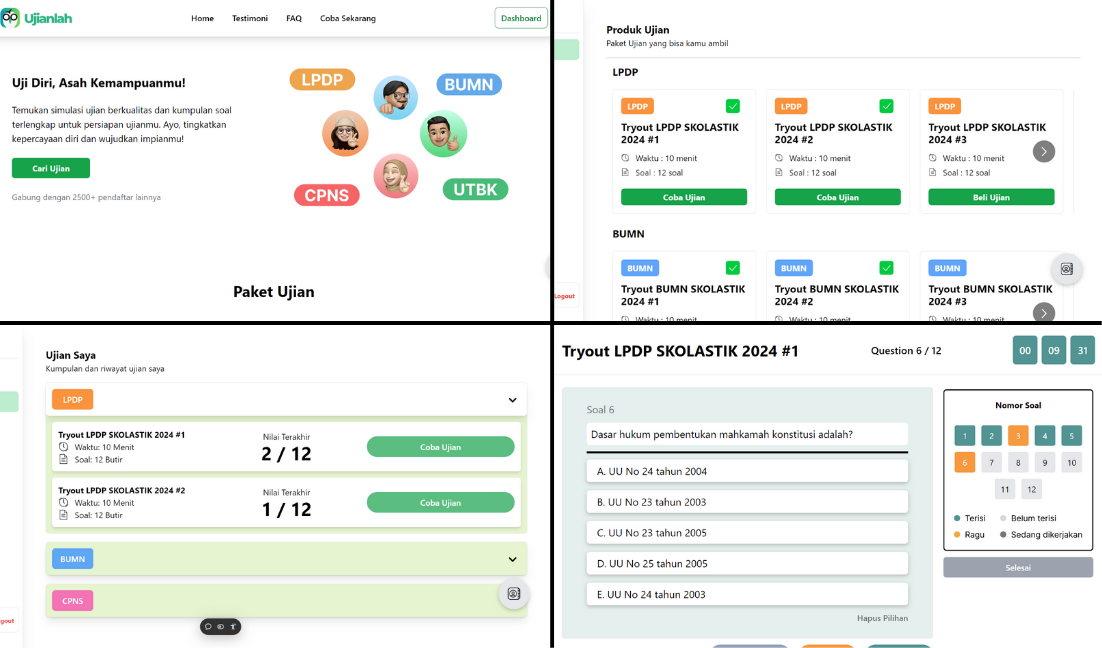 Ujianlah
Home Testimoni FAQ Coba Sekarang
Dashboard
Uji Diri, Asah Kemampuanmu!
Temukan simulasi ujian berkualitas dan kumpulan soal
terlengkap untuk persiapan ujianmu. Ayo, tingkatkan
kepercayaan diri dan wujudkan impianmu!
Cari Ujian
Gabung dengan 2500+ pendaftar lainnya
LPDP
BUMN
CPNS
UTBK
Paket Ujian
Produk Ujian
Paket Ujian yang bisa kamu ambil
LPDP
LPDP
Tryout LPDP SKOLASTIK
2024 #1
Waktu : 10 menit
Soal : 12 soal
Coba Ujian
LPDP
Tryout LPDP SKOLASTIK
2024 #2
Waktu : 10 menit
Soal : 12 soal
Coba Ujian
LPDP
Tryout LPDP SKOLASTIK
2024 #3
Waktu : 10 menit
Soal : 12 soal
Beli Ujian
BUMN
BUMN
Tryout BUMN SKOLASTIK
2024 #1
Waktu : 10 menit
BUMN
Tryout BUMN SKOLASTIK
2024 #2
Waktu : 10 menit
BUMN
Tryout BUMN SKOLASTIK
2024 #3
Waktu : 10 menit
Logout
Ujian Saya
Kumpulan dan riwayat ujian saya
LPDP
Tryout LPDP SKOLASTIK 2024 #1
Waktu: 10 Menit
Soal: 12 Butir
Nilai Terakhir
2 / 12
Coba Ujian
Tryout LPDP SKOLASTIK 2024 #2
Waktu: 10 Menit
Soal: 12 Butir
Nilai Terakhir
1 / 12
Coba Ujian
BUMN
CPNS
gout
Tryout LPDP SKOLASTIK 2024 #1
Question 6 / 12
00 09 31
Soal 6
Dasar hukum pembentukan mahkamah konstitusi adalah?
A. UU No 24 tahun 2004
B. UU No 23 tahun 2003
C. UU No 23 tahun 2005
D. UU No 25 tahun 2005
E. UU No 24 tahun 2003
Hapus Pilihan
Nomor Soal
1 2 3 4 5
6 7 8 9 10
11 12
Terisi Belum terisi
Ragu Sedang dikerjakan
Selesai